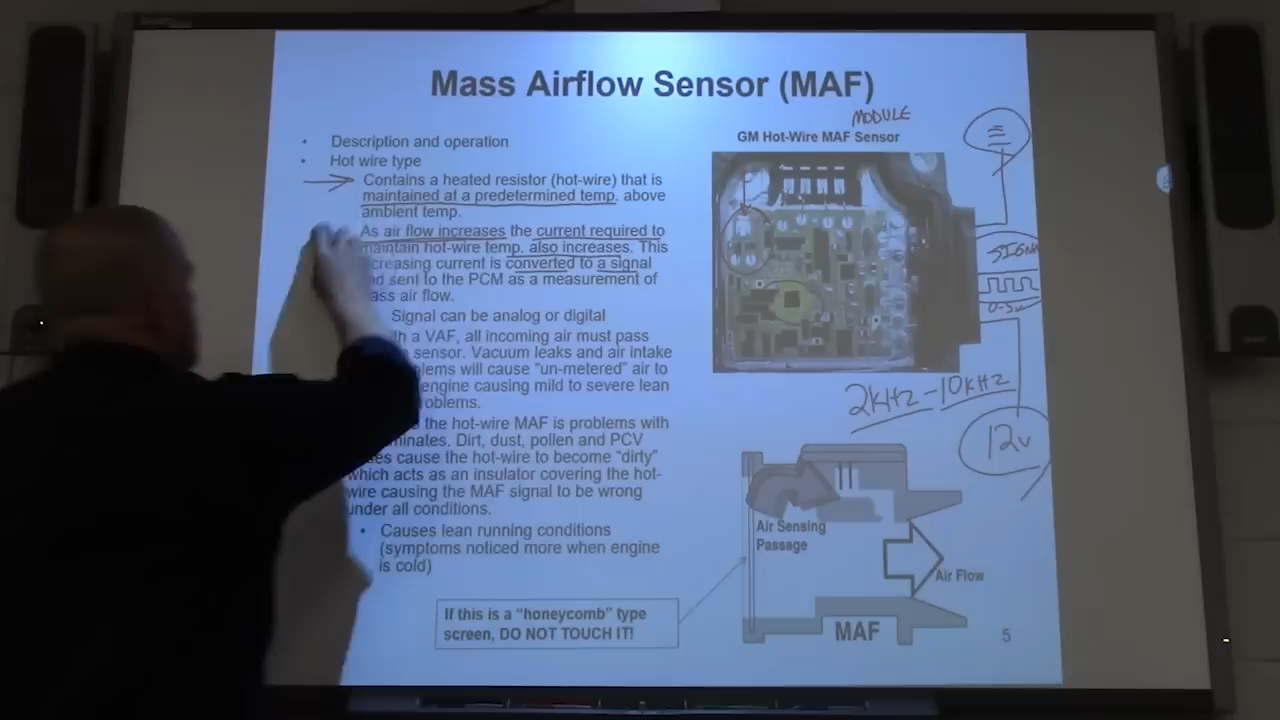 Mass Airflow Sensor (MAF)
MODULE
GM Hot-Wire MAF Sensor
• Description and operation
• Hot wire type
Contains a heated resistor (hot-wire) that is
maintained at a predetermined temp. above
ambient temp.
As air flow increases the current required to
maintain hot-wire temp. also increases. This
current is converted to a signal
sent to the PCM as a measurement of
air flow.
Signal can be analog or digital
a VAF, all incoming air must pass
sensor. Vacuum leaks and air intake
will cause "un-metered" air to
engine causing mild to severe lean
the hot-wire MAF is problems with
Dirt, dust, pollen and PCV
cause the hot-wire to become "dirty"
which acts as an insulator covering the hot-
wire causing the MAF signal to be wrong
under all conditions.
• Causes lean running conditions
(symptoms noticed more when engine
is cold)
If this is a "honeycomb" type
screen, DO NOT TOUCH IT!
0-5v
2KHz - 10KHz
12v
Air Sensing
Passage
Air Flow
MAF
5